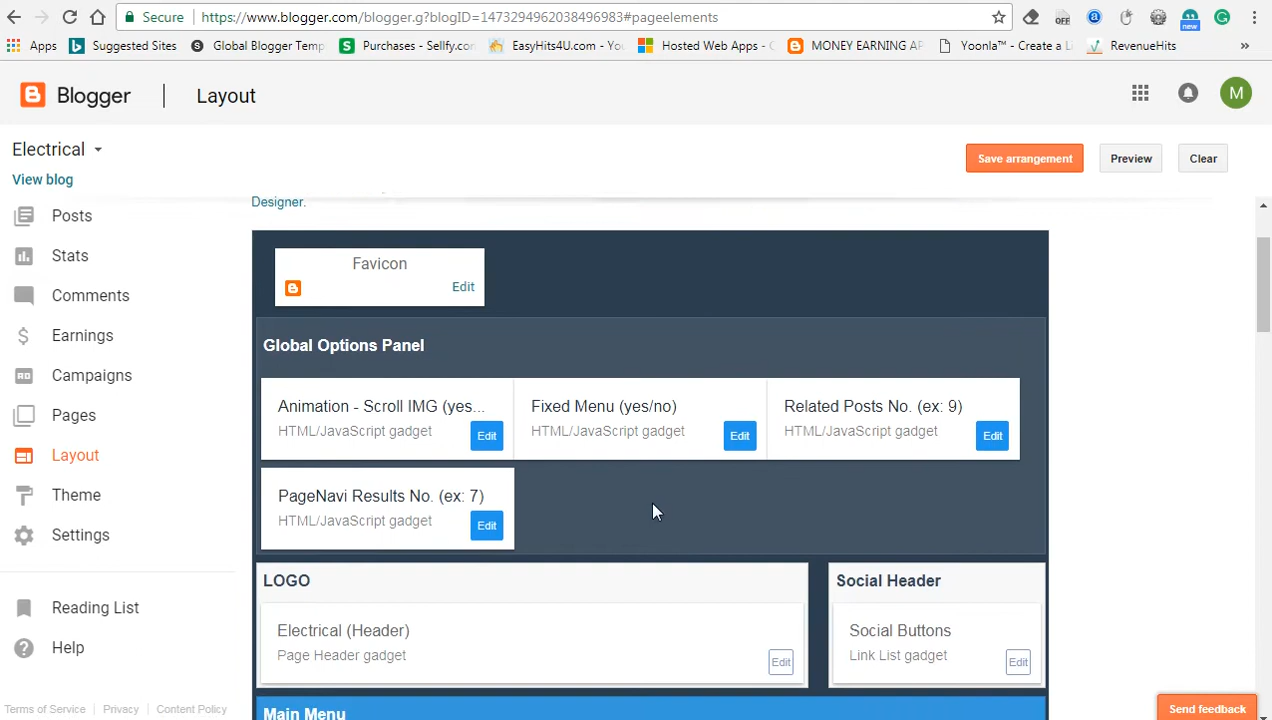 Secure https://www.blogger.com/blogger.g?blogID=1473294962038496983#pageelements
OFF
new
Apps Suggested Sites Global Blogger Temp Purchases - Sellfy.co EasyHits4U.com - Yo Hosted Web Apps - MONEY EARNING AP Yoonla™ - Create a L RevenueHits »
Blogger Layout M
Electrical
Save arrangement Preview Clear
View blog
Designer.
Posts
Stats
Comments
Earnings
Campaigns
Pages
Layout
Theme
Settings
Reading List
Help
Terms of Service Privacy Content Policy
Favicon
Edit
Global Options Panel
Animation - Scroll IMG (yes...
HTML/JavaScript gadget
Edit
Fixed Menu (yes/no)
HTML/JavaScript gadget
Edit
Related Posts No. (ex: 9)
HTML/JavaScript gadget
Edit
PageNavi Results No. (ex: 7)
HTML/JavaScript gadget
Edit
LOGO
Electrical (Header)
Page Header gadget
Edit
Social Header
Social Buttons
Link List gadget
Edit
Main Menu
Send feedback